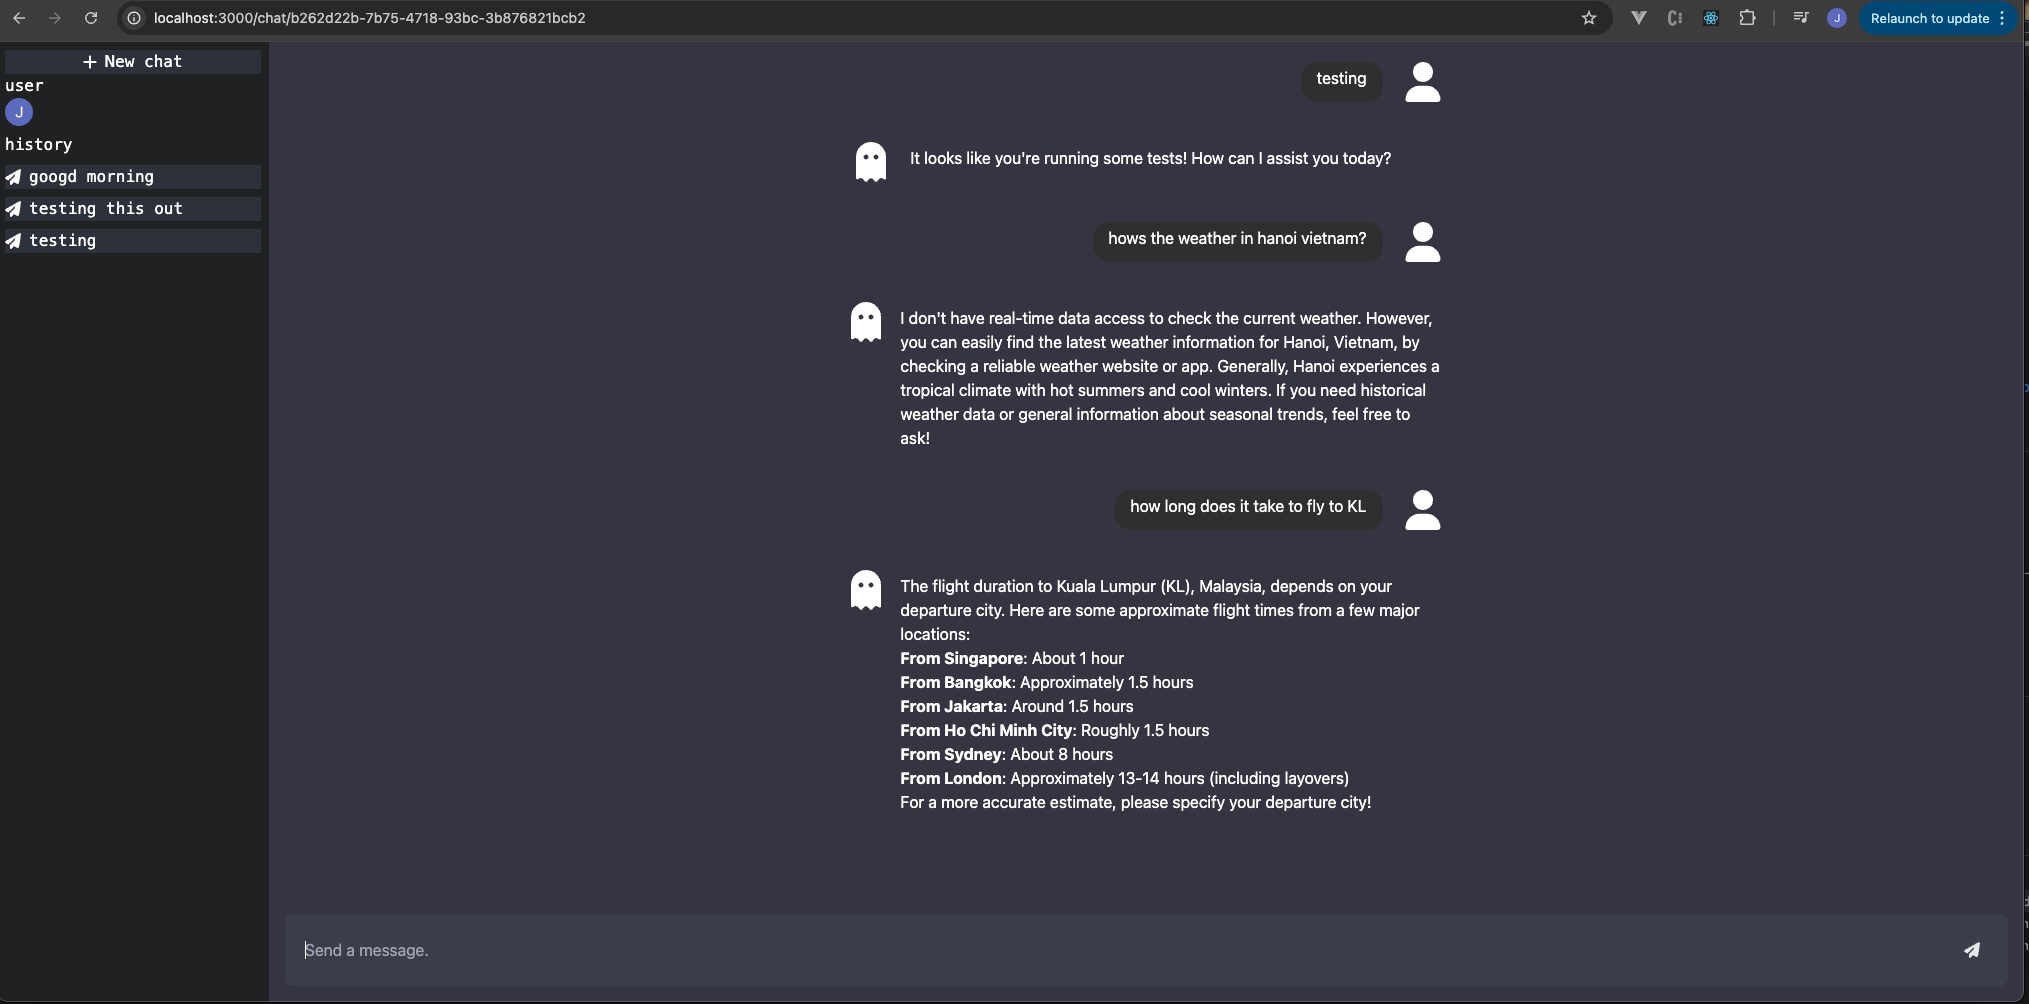 localhost:3000/chat/b262d22b-7b75-4718-93bc-3b876821bcb2
J
Relaunch to update
+ New chat
user
J
history
googd morning
testing this out
testing
testing
It looks like you're running some tests! How can I assist you today?
hows the weather in hanoi vietnam?
I don't have real-time data access to check the current weather. However,
you can easily find the latest weather information for Hanoi, Vietnam, by
checking a reliable weather website or app. Generally, Hanoi experiences a
tropical climate with hot summers and cool winters. If you need historical
weather data or general information about seasonal trends, feel free to
ask!
how long does it take to fly to KL
The flight duration to Kuala Lumpur (KL), Malaysia, depends on your
departure city. Here are some approximate flight times from a few major
locations:
From Singapore: About 1 hour
From Bangkok: Approximately 1.5 hours
From Jakarta: Around 1.5 hours
From Ho Chi Minh City: Roughly 1.5 hours
From Sydney: About 8 hours
From London: Approximately 13-14 hours (including layovers)
For a more accurate estimate, please specify your departure city!
Send a message.